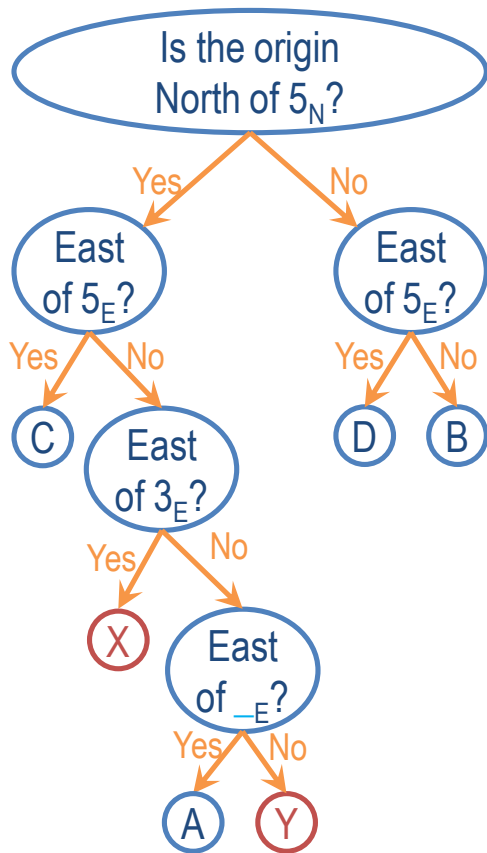 Is the origin
North of 5N?
Yes
No
East
of 5E?
East
of 5E?
Yes
No
Yes
No
C
D
B
East
of 3E?
Yes
No
X
East
of _E?
Yes
No
A
Y